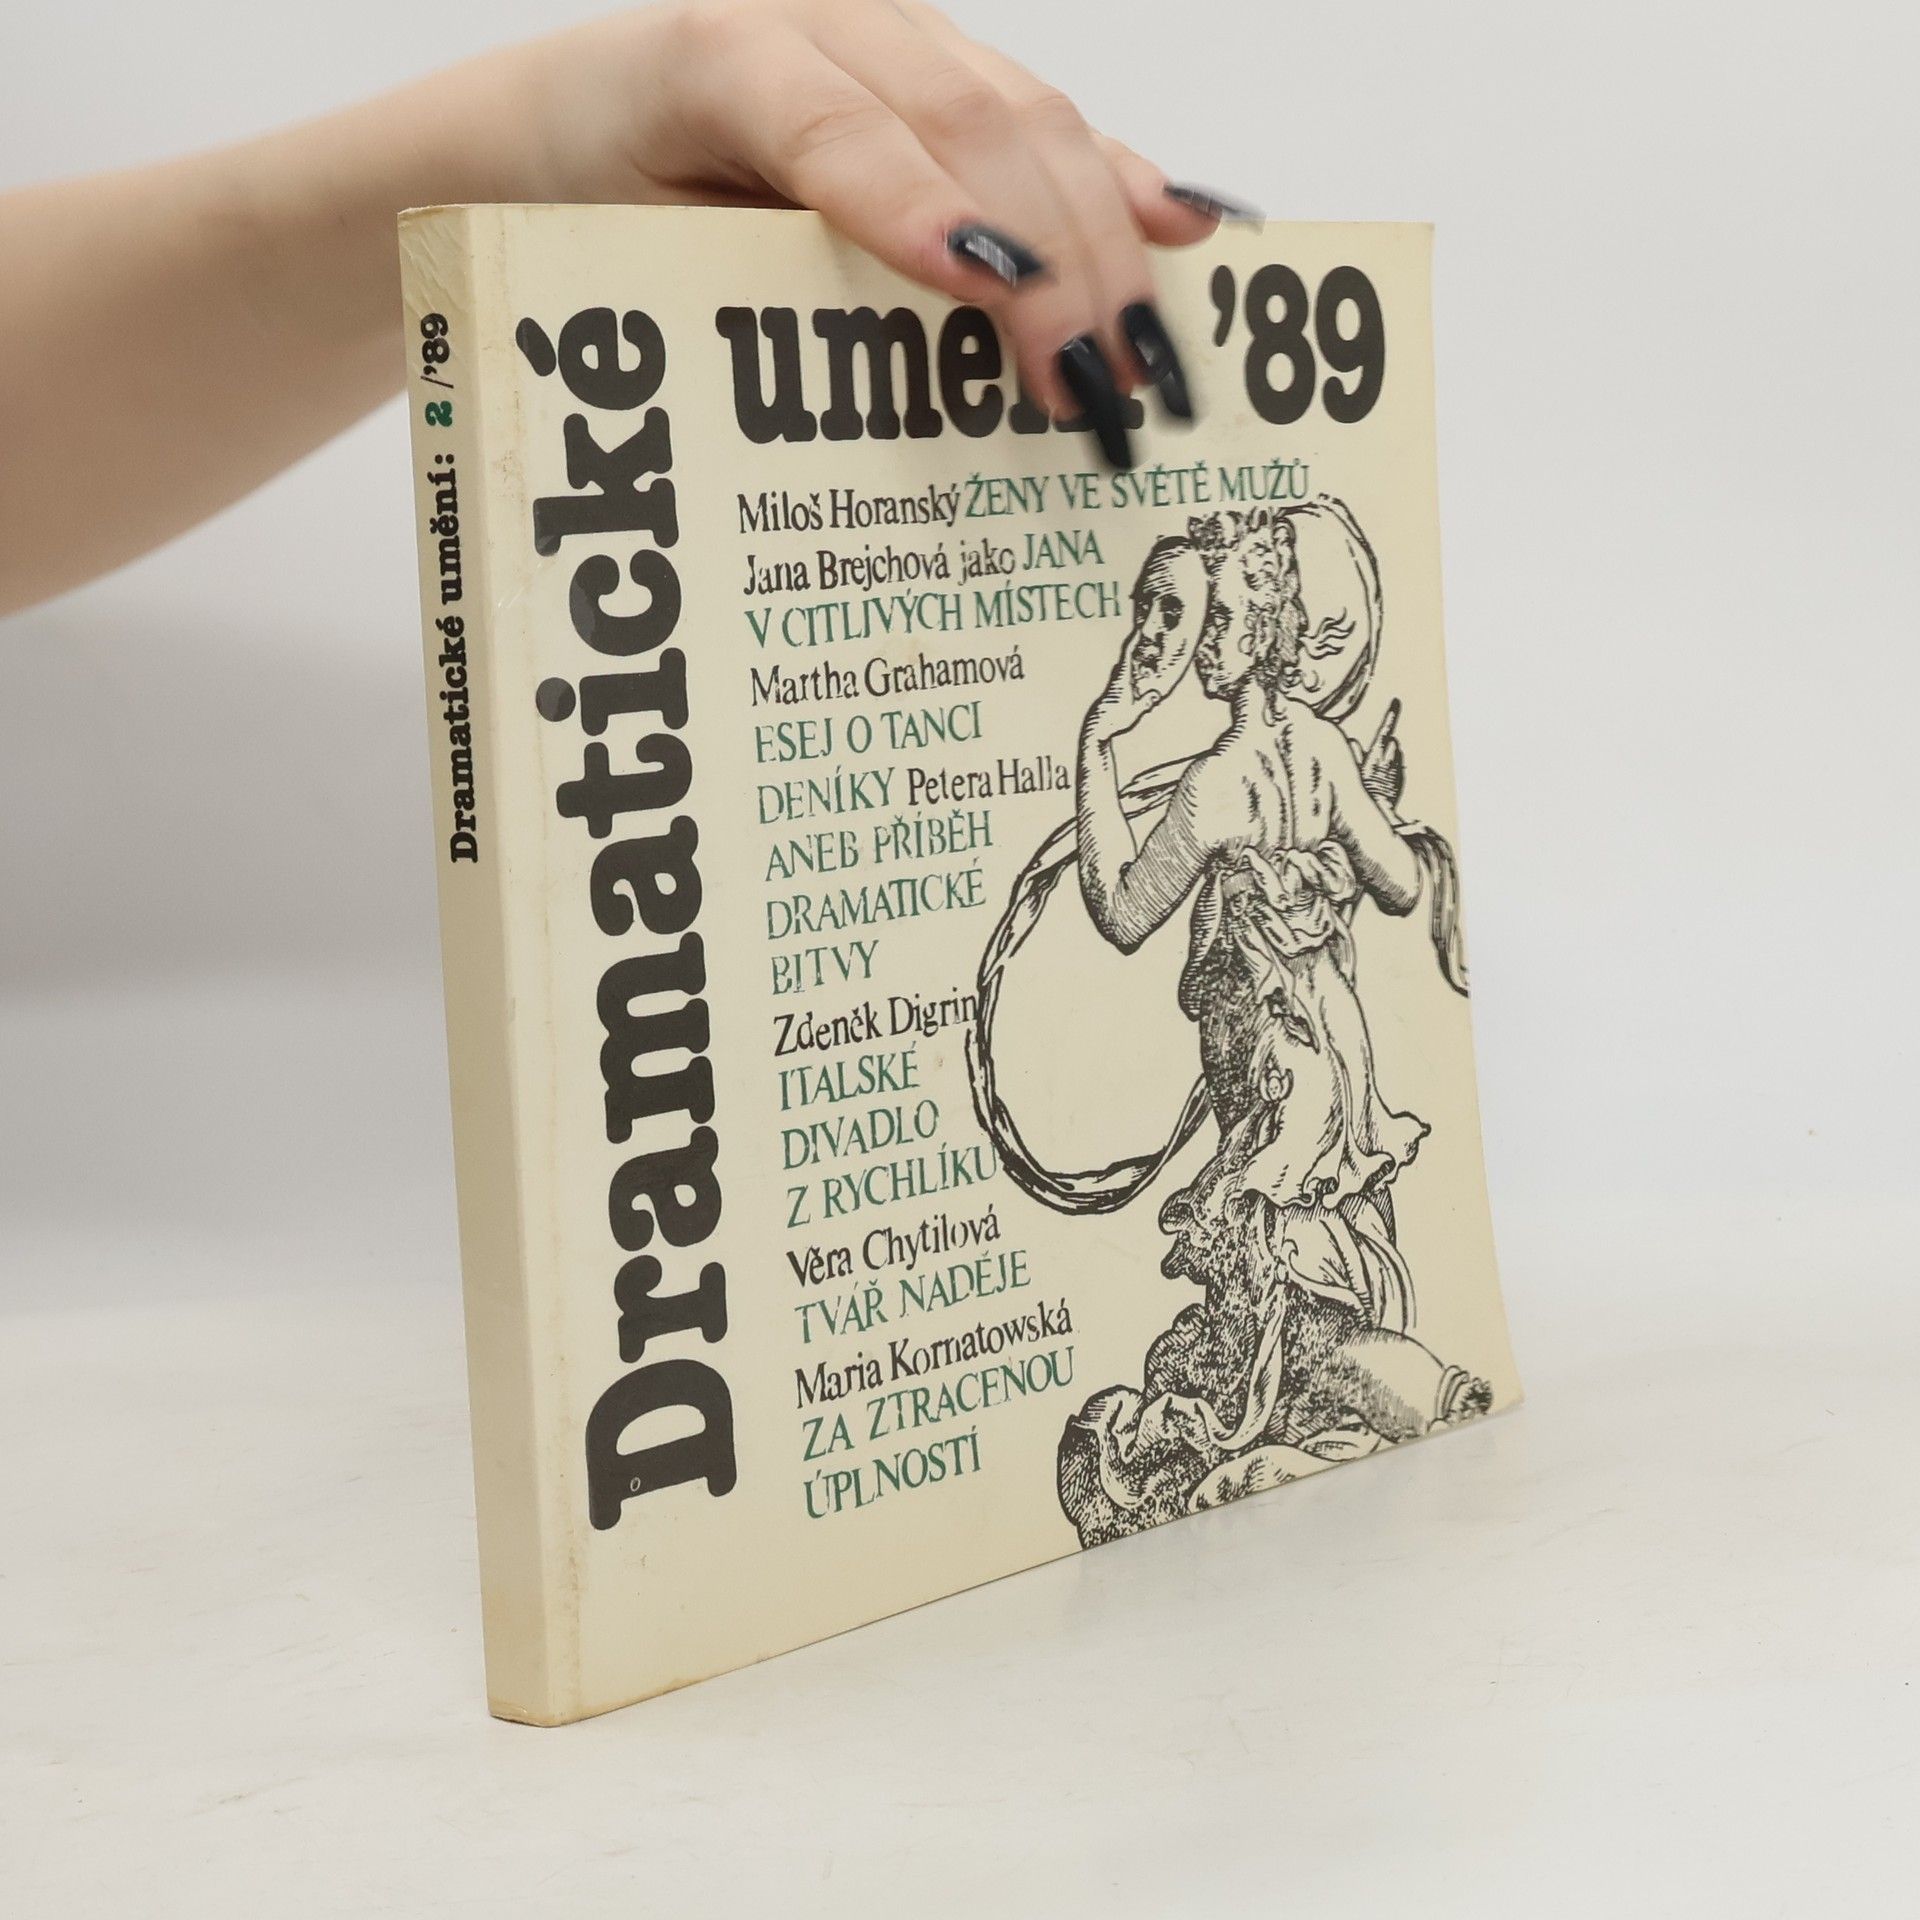 Dramatické umění: 2/'89
Dramatické
umění '89
Miloš Horanský ŽENY VE SVĚTĚ MUŽŮ
Jana Brejchová jako JANA
V CITLIVÝCH MÍSTECH
Martha Grahamová
ESEJ O TANCI
DENÍKY Petera Halla
ANEB PŘÍBĚH
DRAMATICKÉ
BITVY
Zdeněk Digrin
ITALSKÉ
DIVADLO
Z RYCHLÍKU
Věra Chytilová
TVÁŘ NADĚJE
Maria Kornatowská
ZA ZTRACENOU
ÚPLNOSTÍ